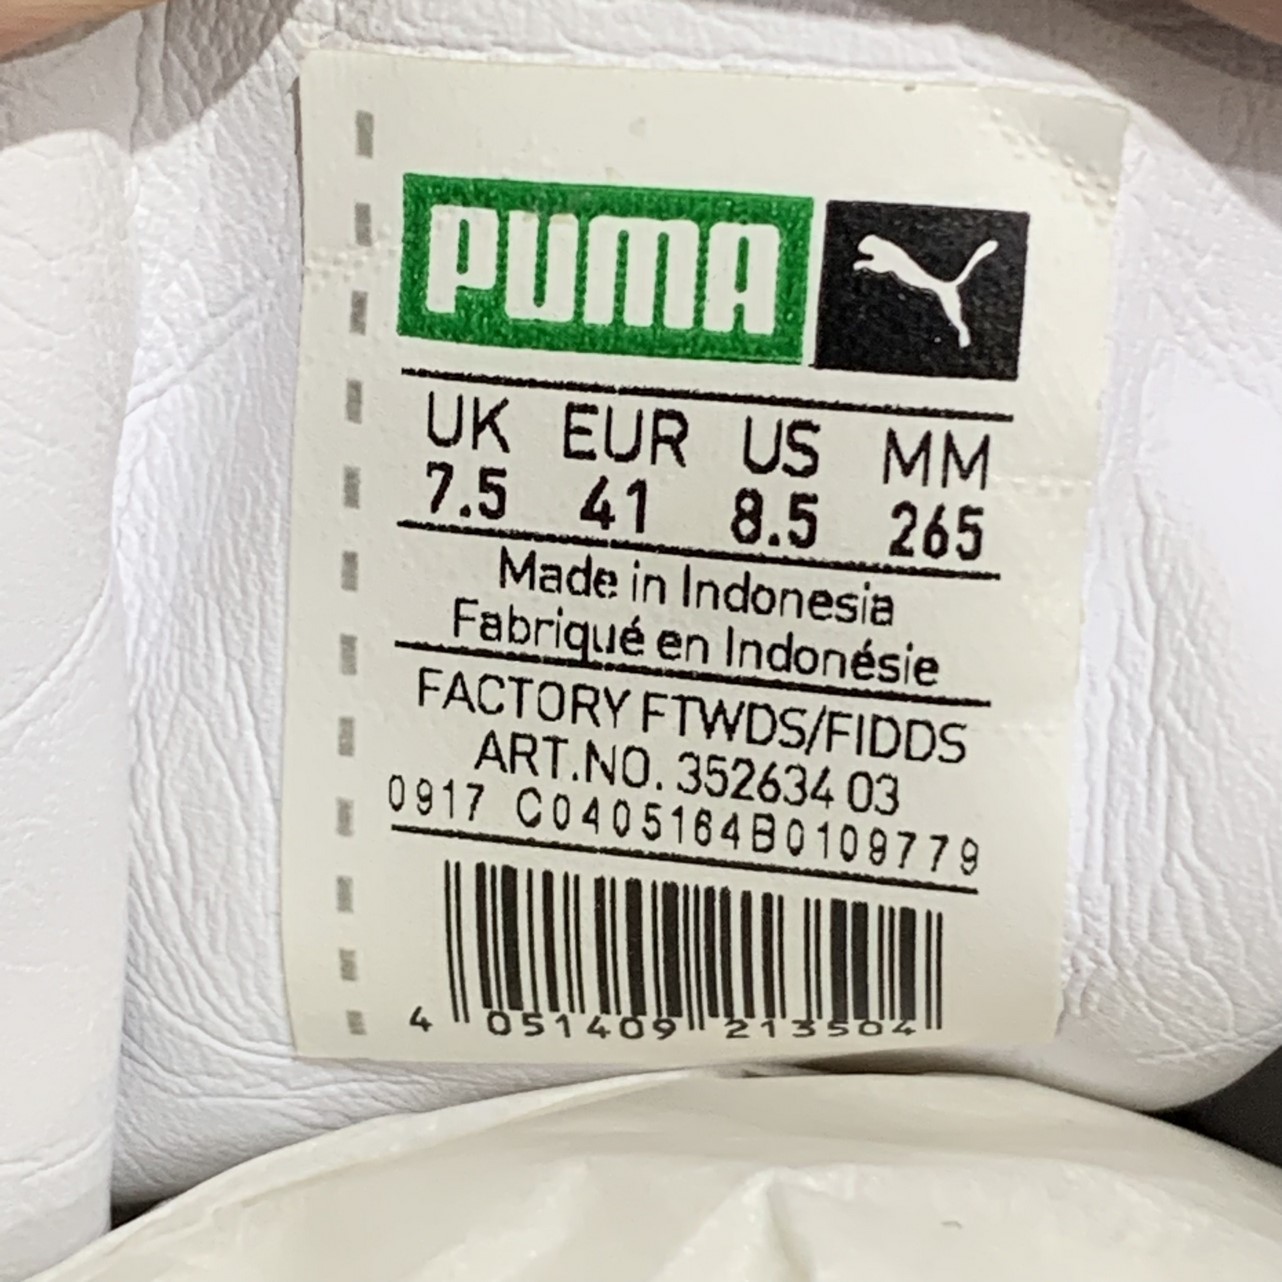 PUMA
UK EUR US MM
7.5 41 8.5 265
Made in Indonesia
Fabriqué en Indonésie
FACTORY FTWDS/FIDDS
ART.NO. 352634 03
0917 C0405164B0109779
4 051409 213504